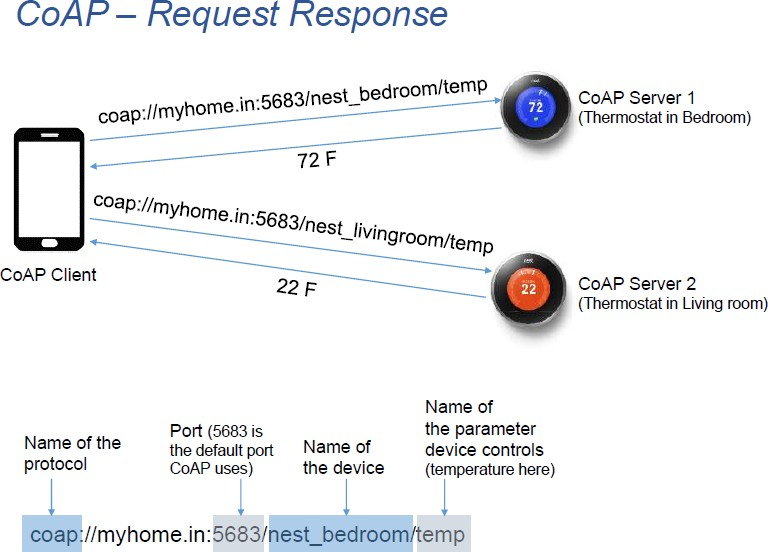 CoAP – Request Response
coap://myhome.in:5683/nest_bedroom/temp
72
CoAP Server 1
(Thermostat in Bedroom)
72 F
coap://myhome.in:5683/nest_livingroom/temp
CoAP Client
22 F
22
CoAP Server 2
(Thermostat in Living room)
Name of the
protocol
Port (5683 is
the default port
CoAP uses)
Name of
the device
Name of
the parameter
device controls
(temperature here)
coap://myhome.in:5683/nest_bedroom/temp